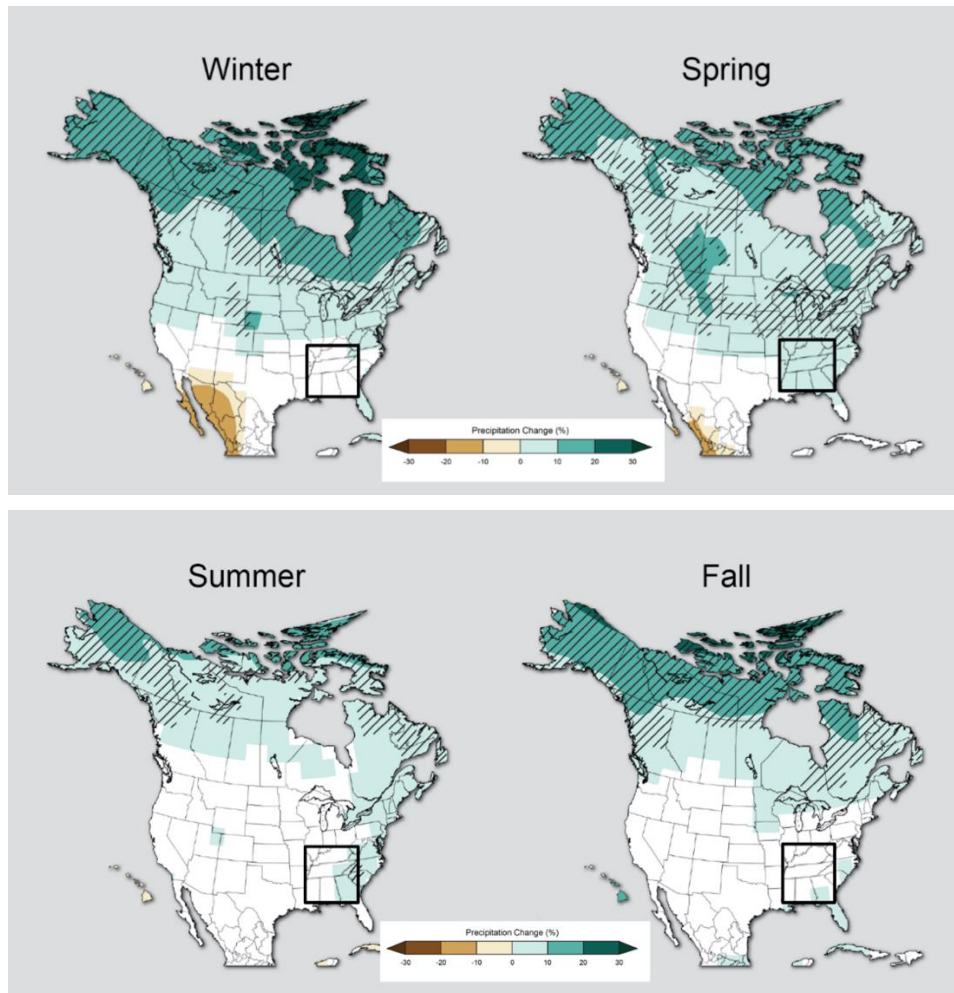 Winter
Spring
Precipitation Change (%)
-30 -20 -10 0 10 20 30
Summer
Fall
Precipitation Change (%)
-30 -20 -10 0 10 20 30